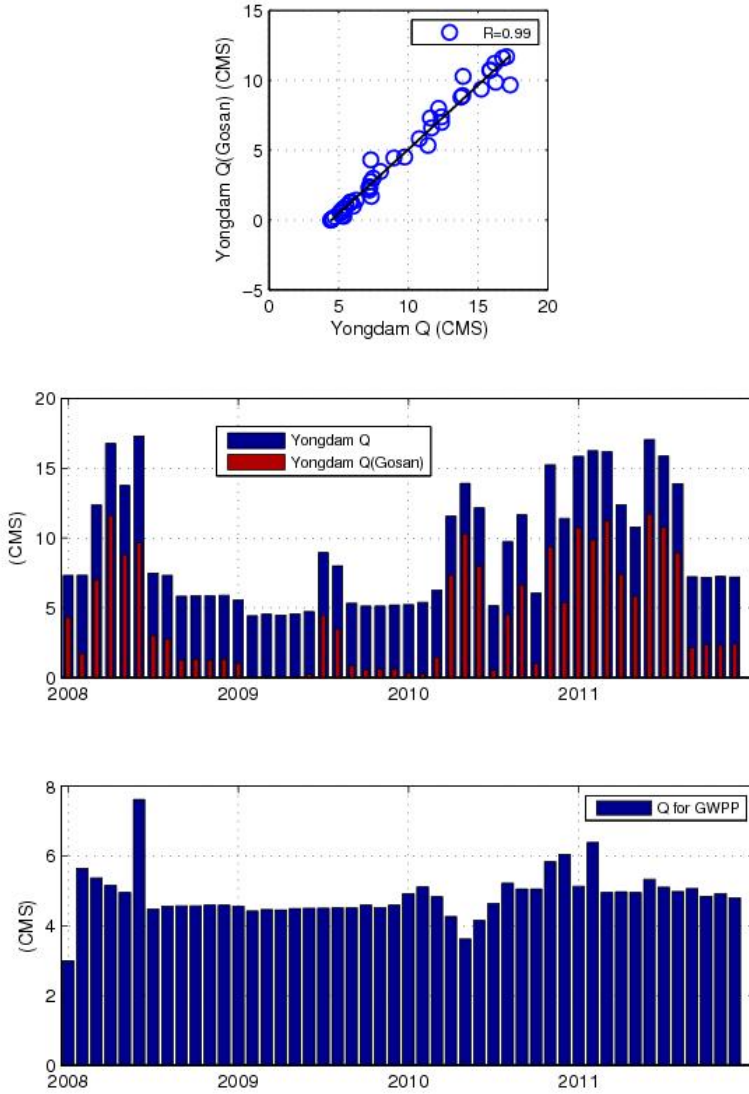 15
R=0.99
10
5
0
−5
Yongdam Q(Gosan) (CMS)
0 5 10 15 20
Yongdam Q (CMS)
20
Yongdam Q
Yongdam Q(Gosan)
15
10
5
0
(CMS)
2008 2009 2010 2011
8
Q for GWPP
6
4
2
0
(CMS)
2008 2009 2010 2011